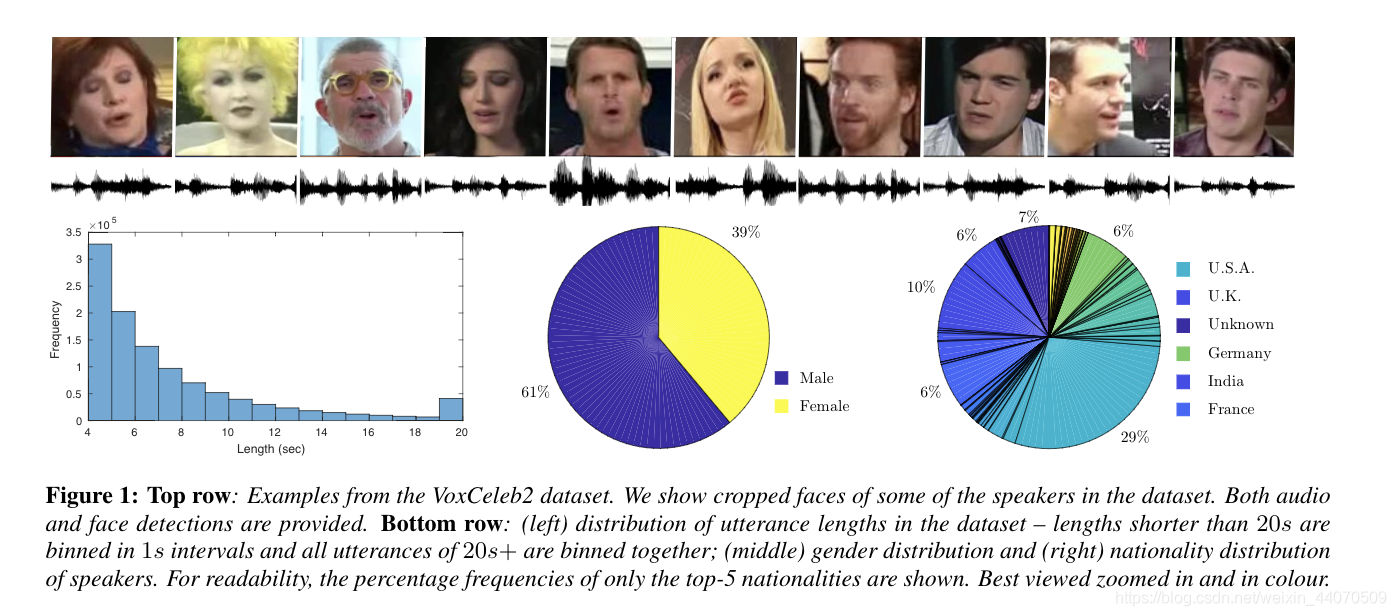 ×10 5
3.5
3
2.5
2
1.5
1
0.5
0
Frequency
4 6 8 10 12 14 16 18 20
Length (sec)
39%
61%
Male
Female
7%
6%
6%
10%
6%
29%
U.S.A.
U.K.
Unknown
Germany
India
France
Figure 1: Top row: Examples from the VoxCeleb2 dataset. We show cropped faces of some of the speakers in the dataset. Both audio
and face detections are provided. Bottom row: (left) distribution of utterance lengths in the dataset – lengths shorter than 20s are
binned in 1s intervals and all utterances of 20s+ are binned together; (middle) gender distribution and (right) nationality distribution
of speakers. For readability, the percentage frequencies of only the top-5 nationalities are shown. Best viewed zoomed in and in colour.
https://blog.csdn.net/weixin_44070509